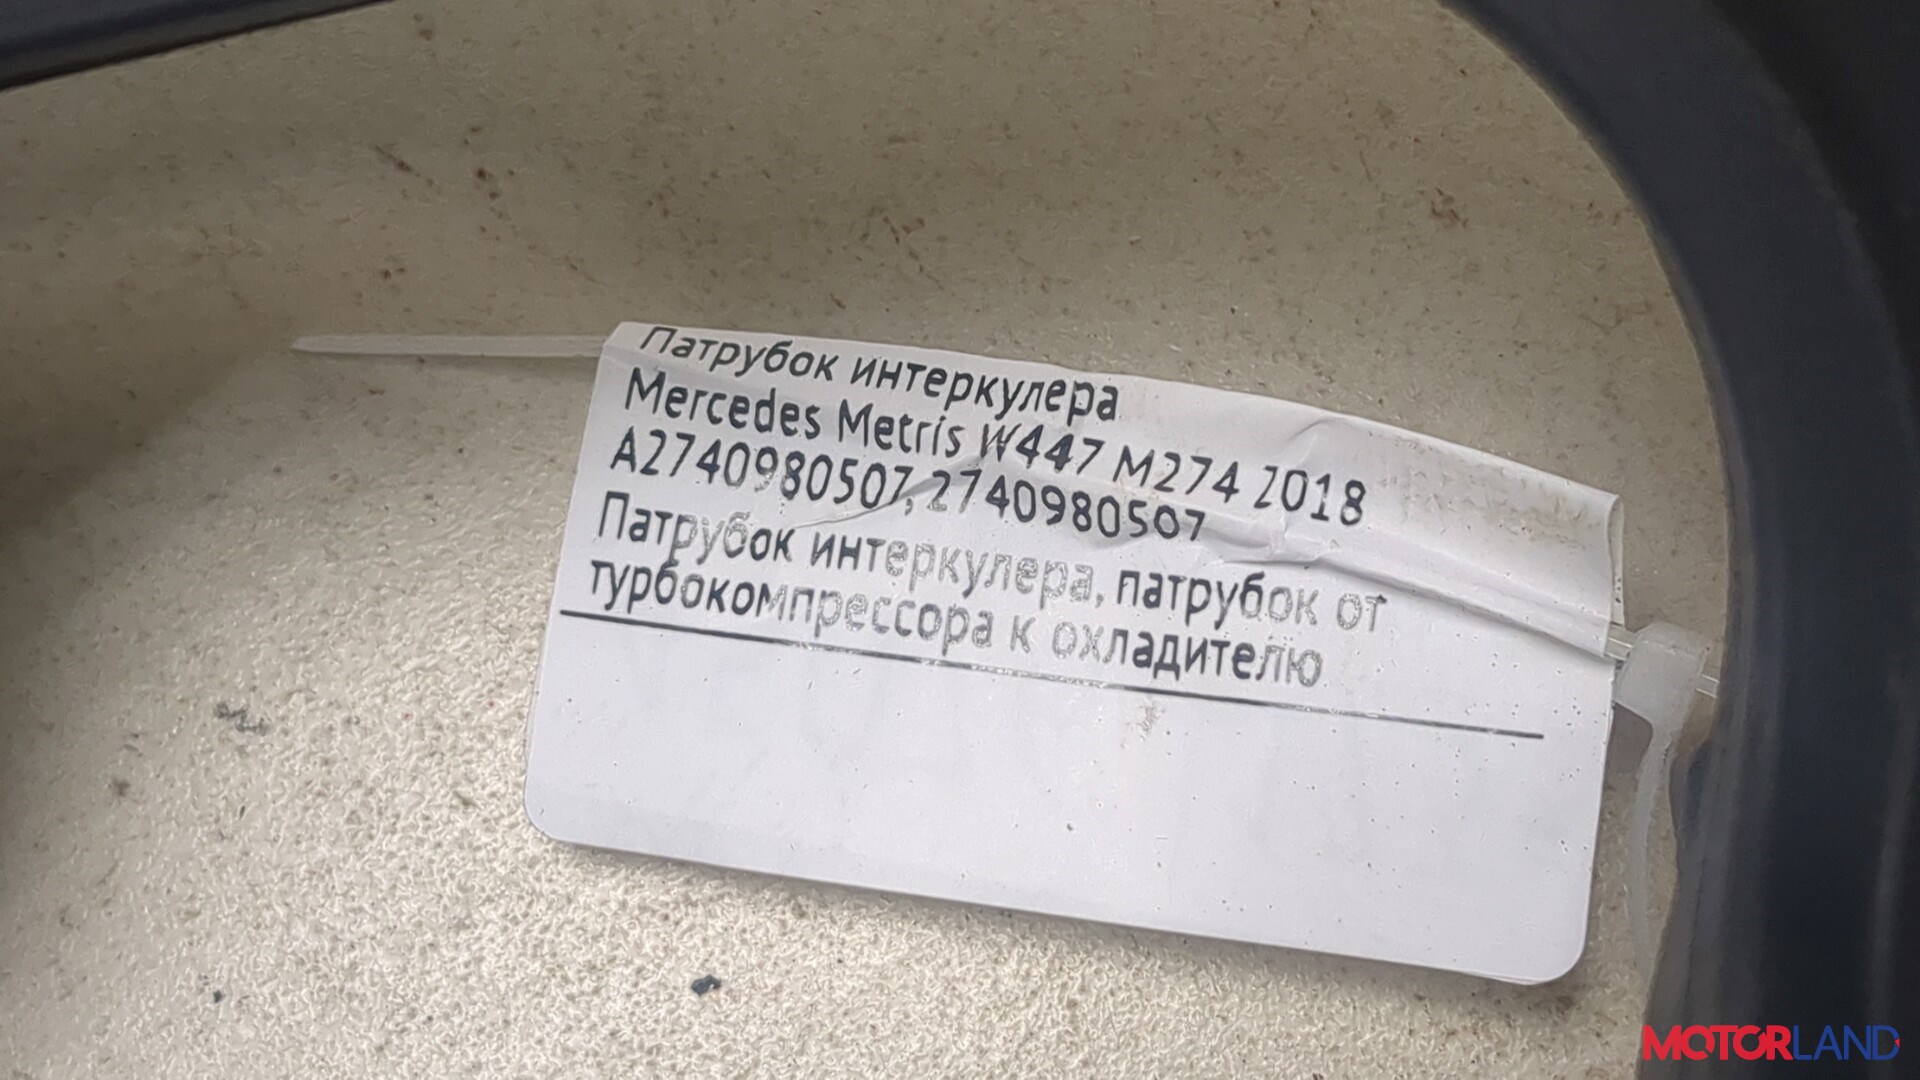 Патрубок интеркулера
Mercedes Metris W447 M274 2018
A2740980507, 2740980507
Патрубок интеркулера, патрубок от
турбокомпрессора к охладителю
MOTORLAND